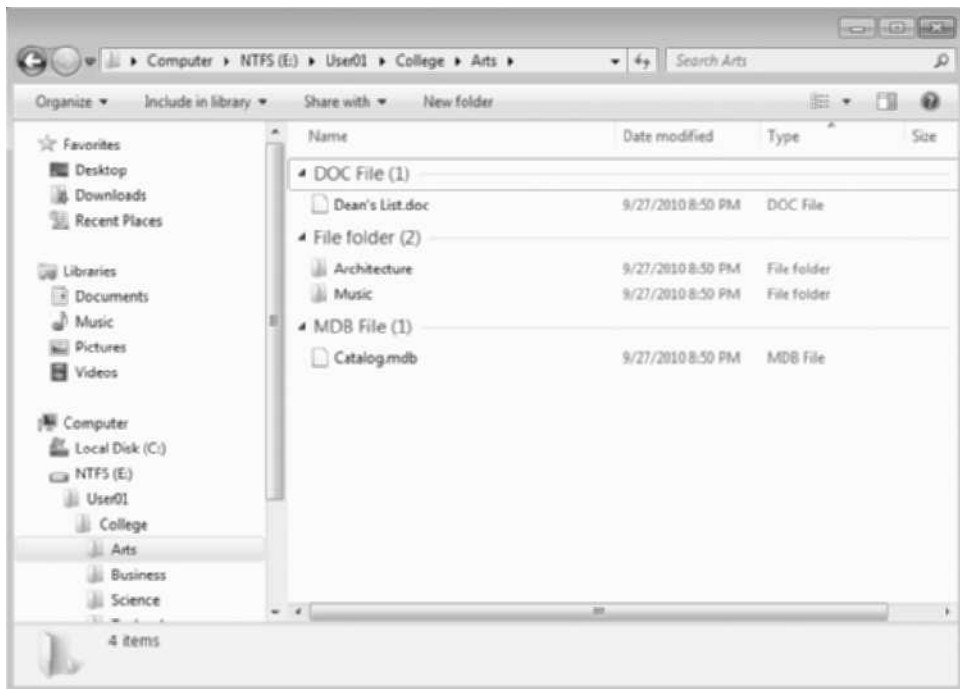 Computer ▸ NTFS (E:) ▸ User01 ▸ College ▸ Arts ▸ Search Arts
Organize Include in library Share with New folder
Favorites
Desktop
Downloads
Recent Places
Libraries
Documents
Music
Pictures
Videos
Computer
Local Disk (C:)
NTFS (E:)
User01
College
Arts
Business
Science
Name Date modified Type Size
DOC File (1)
Dean's List.doc 9/27/2010 8:50 PM DOC File
File folder (2)
Architecture 9/27/2010 8:50 PM File folder
Music 9/27/2010 8:50 PM File folder
MDB File (1)
Catalog.mdb 9/27/2010 8:50 PM MDB File
4 items